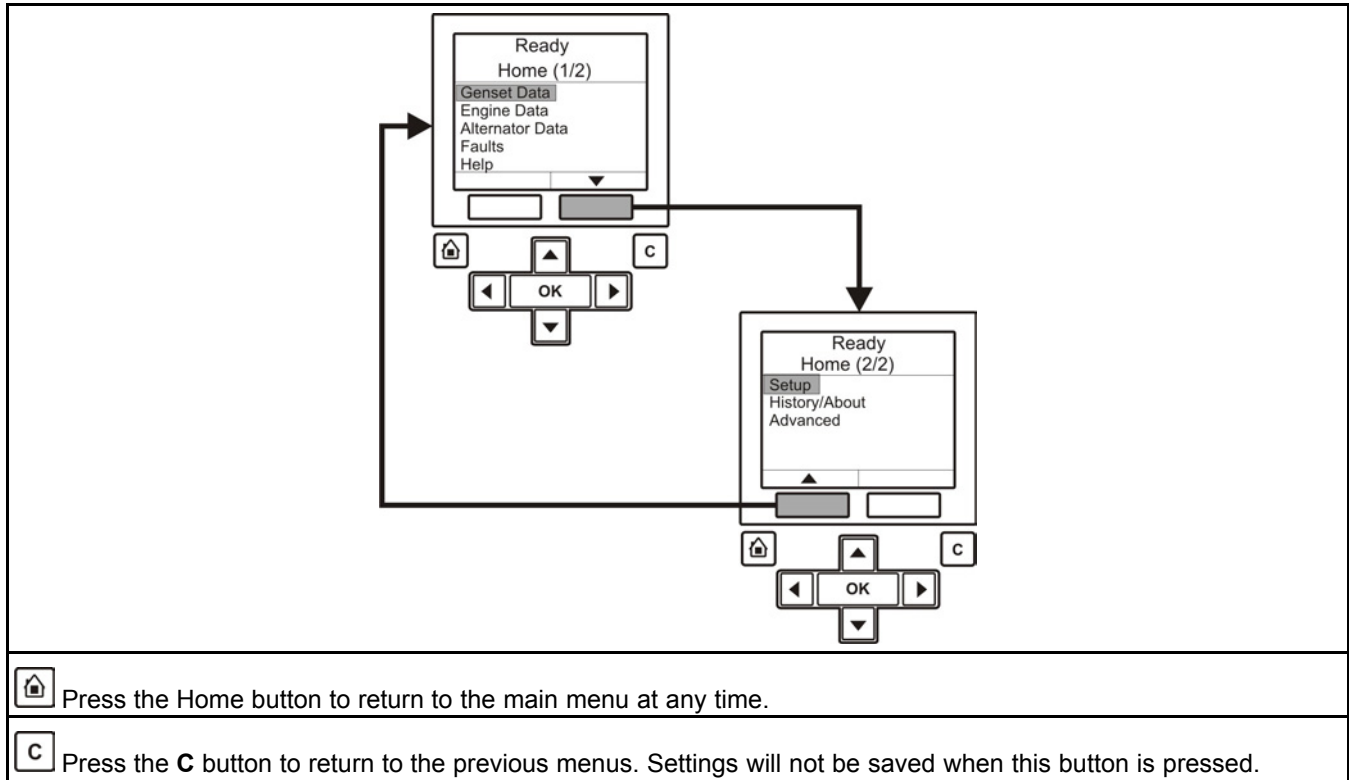 Ready
Home (1/2)
Genset Data
Engine Data
Alternator Data
Faults
Help
C
OK
Ready
Home (2/2)
Setup
History/About
Advanced
C
OK
Press the Home button to return to the main menu at any time.
C Press the C button to return to the previous menus. Settings will not be saved when this button is pressed.